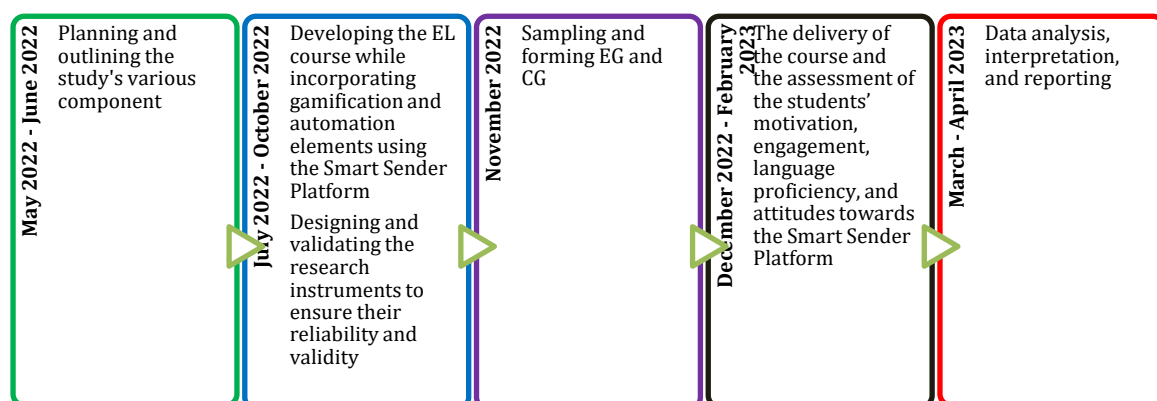 May 2022 - June 2022
Planning and
outlining the
study's various
component
July 2022 - October 2022
Developing the EL
course while
incorporating
gamification and
automation
elements using
the Smart Sender
Platform
Designing and
validating the
research
instruments to
ensure their
reliability and
validity
November 2022
Sampling and
forming EG and
CG
December 2022 - February
2023
The delivery of
the course and
the assessment of
the students’
motivation,
engagement,
language
proficiency, and
attitudes towards
the Smart Sender
Platform
March - April 2023
Data analysis,
interpretation,
and reporting